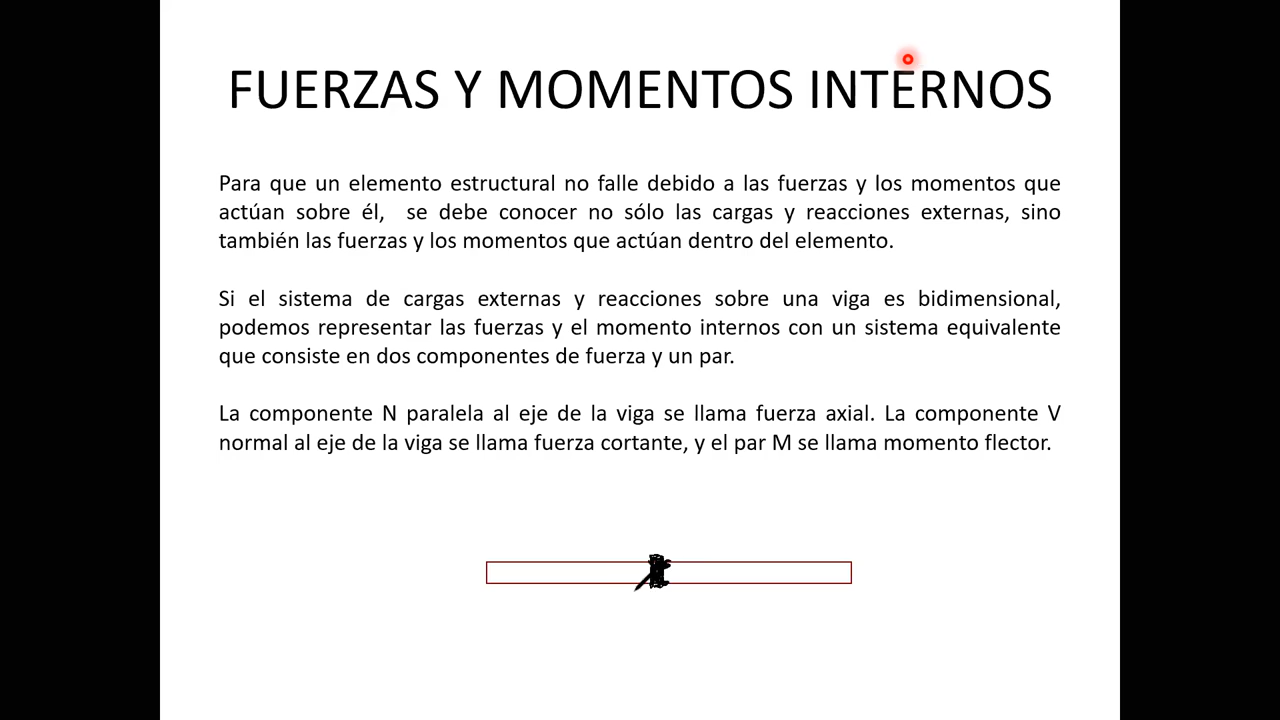 FUERZAS Y MOMENTOS INTERNOS
Para que un elemento estructural no falle debido a las fuerzas y los momentos que
actúan sobre él, se debe conocer no sólo las cargas y reacciones externas, sino
también las fuerzas y los momentos que actúan dentro del elemento.
Si el sistema de cargas externas y reacciones sobre una viga es bidimensional,
podemos representar las fuerzas y el momento internos con un sistema equivalente
que consiste en dos componentes de fuerza y un par.
La componente N paralela al eje de la viga se llama fuerza axial. La componente V
normal al eje de la viga se llama fuerza cortante, y el par M se llama momento flector.